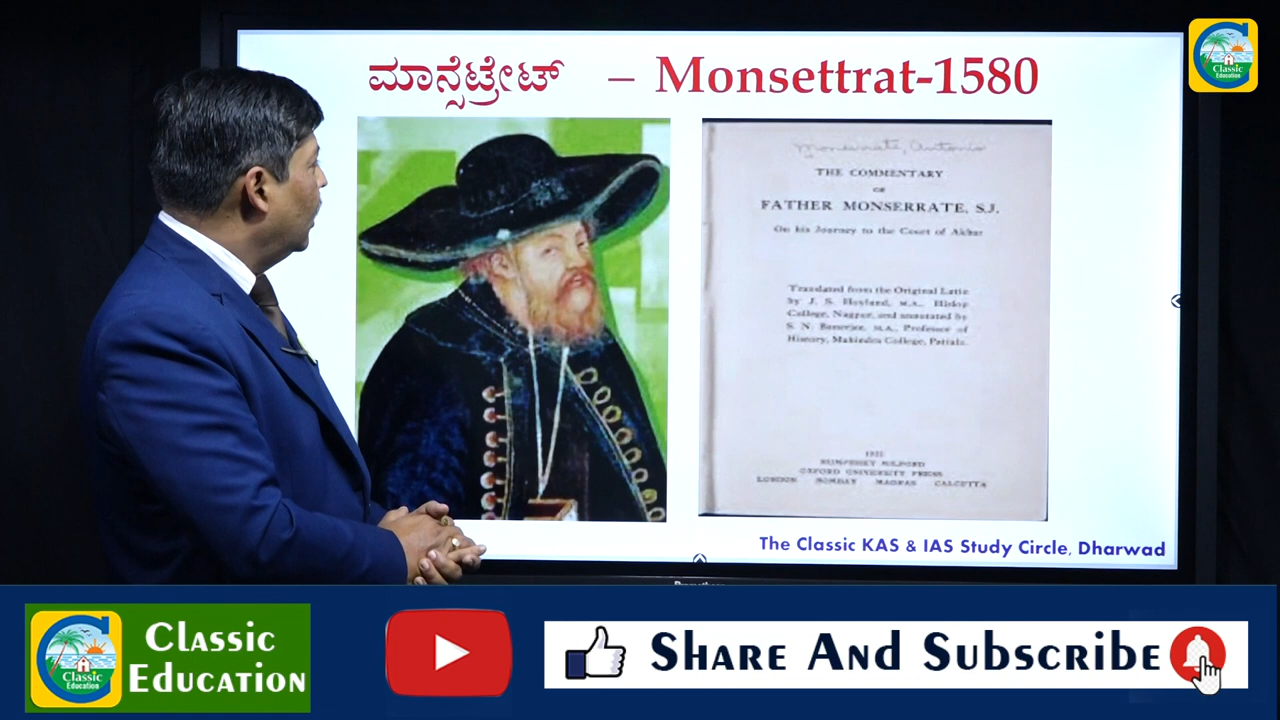 ಮಾನ್ಸೆಟ್ರೇಟ್ – Monsettrat-1580
Classic
Education
Monserrate, Antonio
THE COMMENTARY
OF
FATHER MONSERRATE, S.J.
On his Journey to the Court of Akbar
Translated from the Original Latin
by J. S. Hoyland, M.A., Hislop
College, Nagpur, and annotated by
S. N. Banerjee, M.A., Professor of
History, Mahindra College, Patiala.
1922
HUMPHREY MILFORD
OXFORD UNIVERSITY PRESS
LONDON BOMBAY MADRAS CALCUTTA
The Classic KAS & IAS Study Circle, Dharwad
Classic
Education
CLASSIC
EDUCATION
SHARE AND SUBSCRIBE